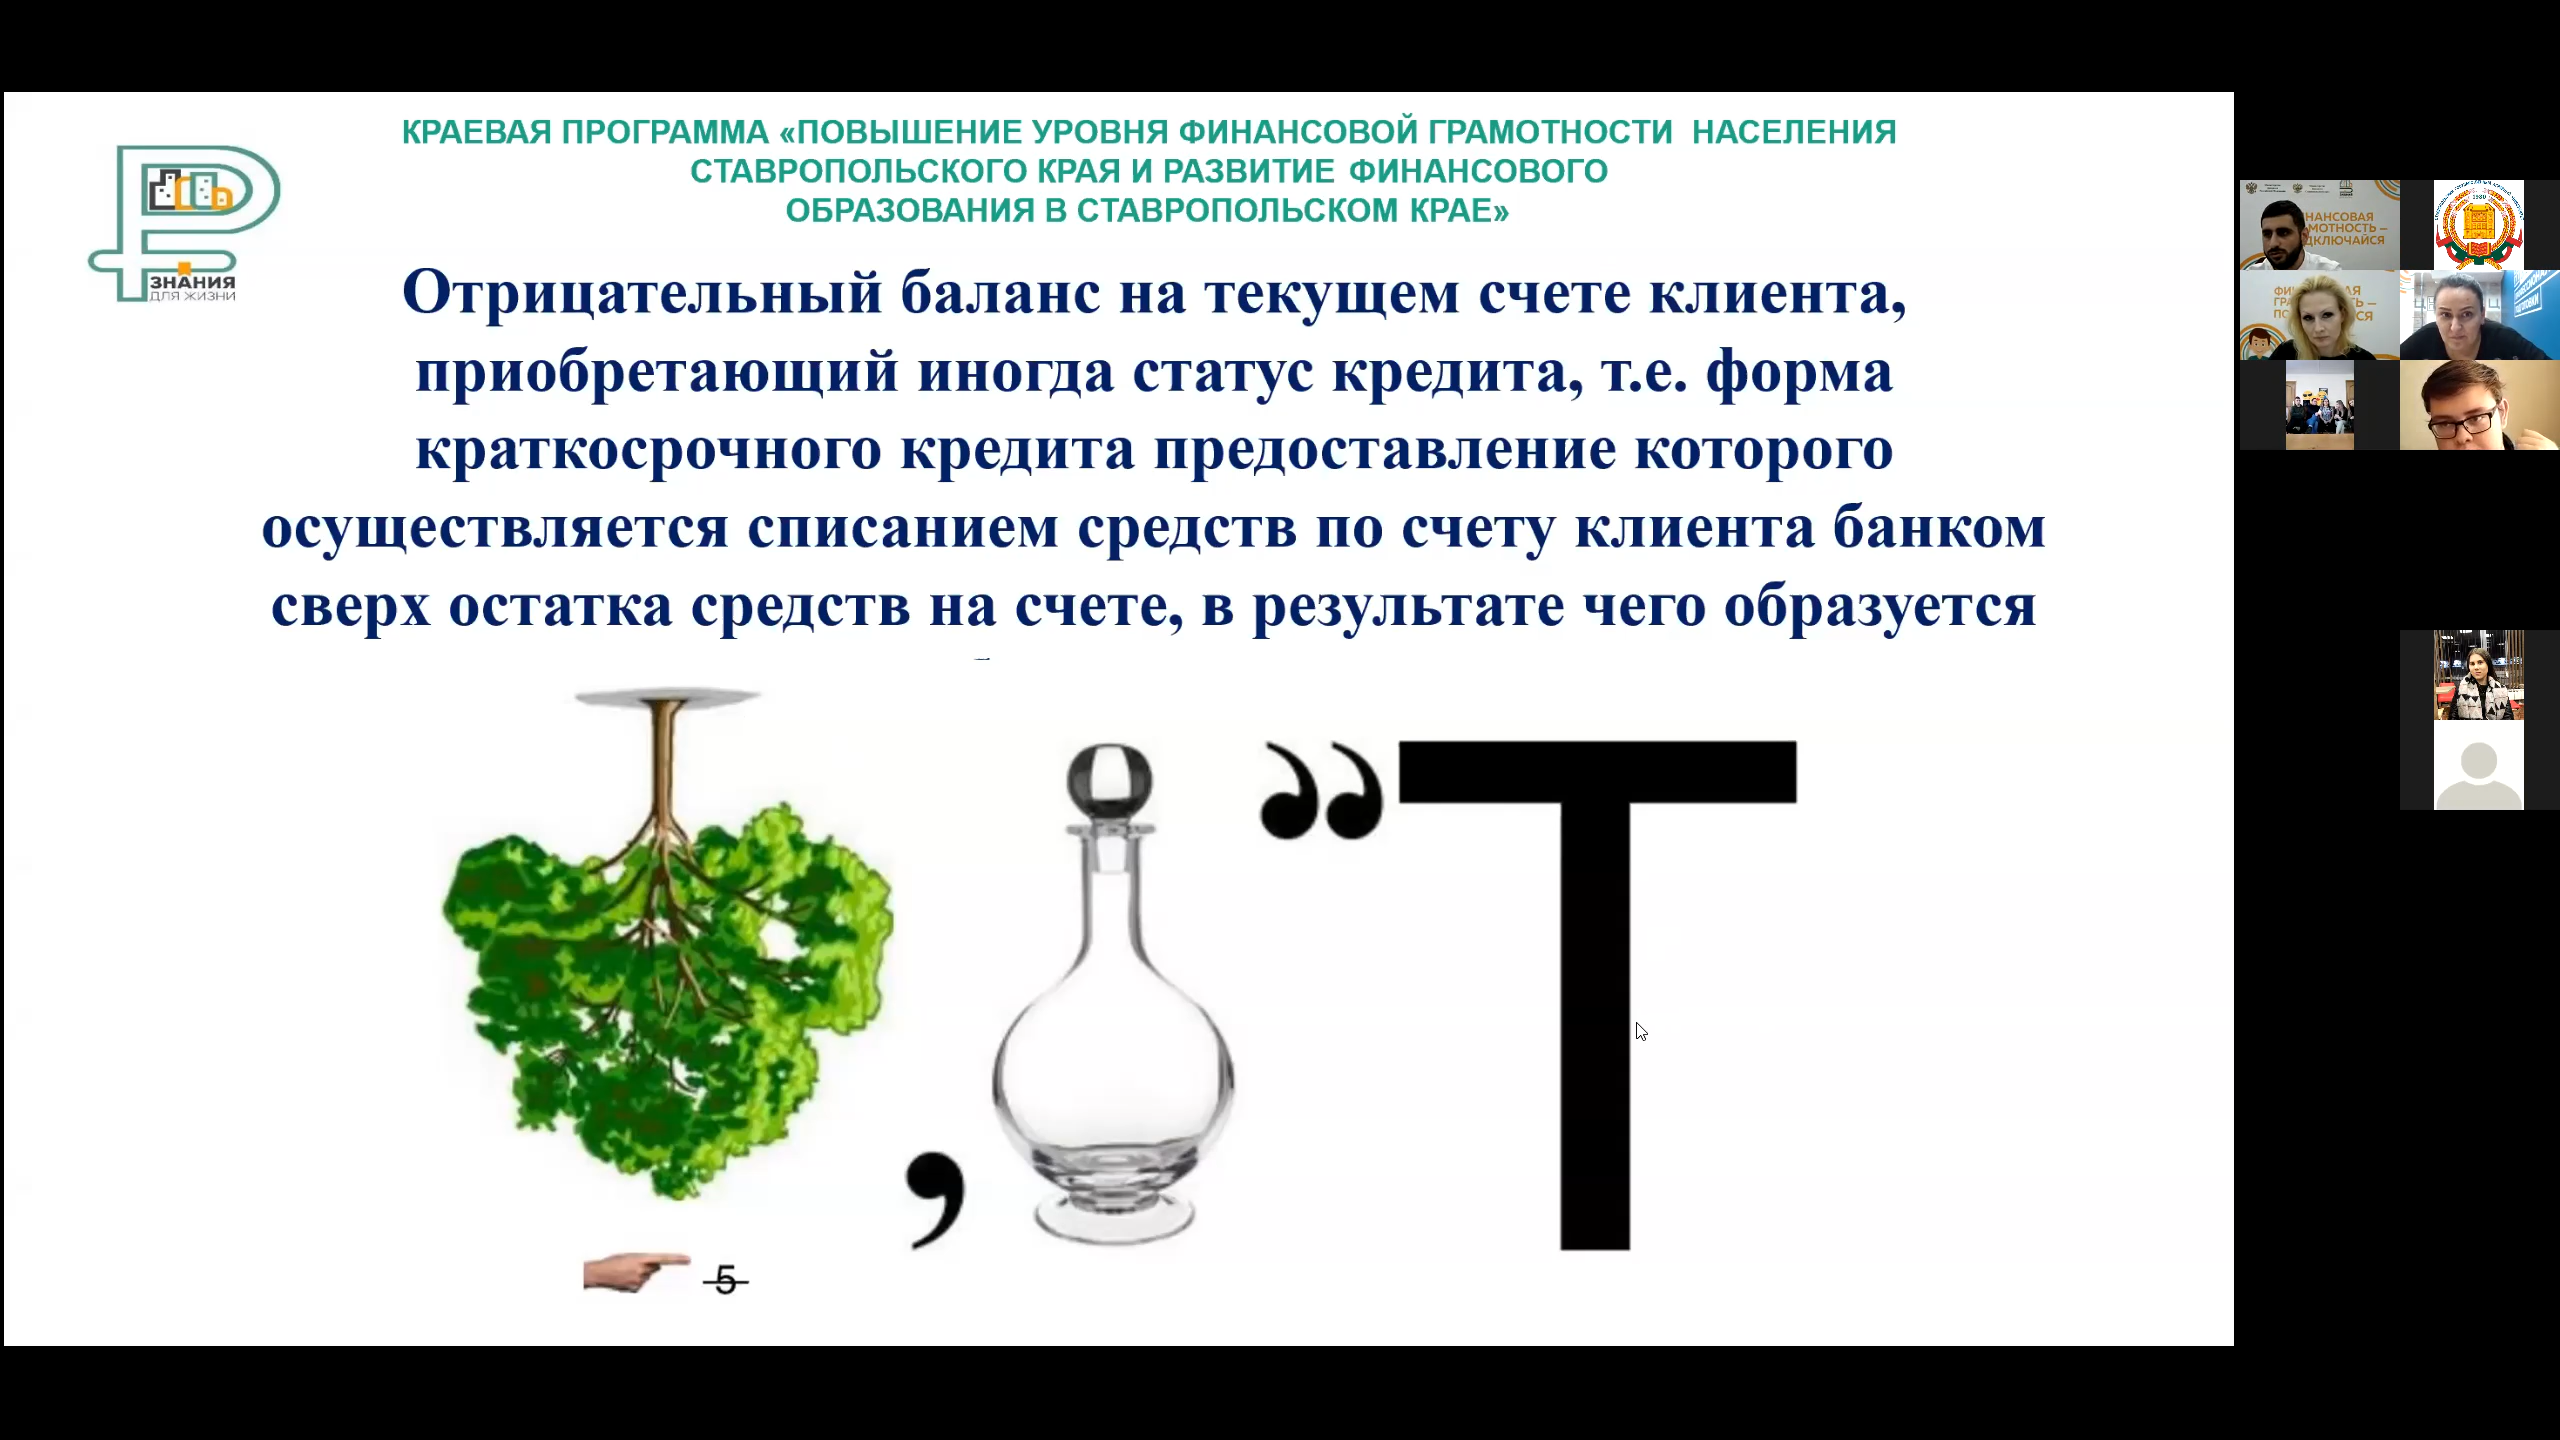 КРАЕВАЯ ПРОГРАММА «ПОВЫШЕНИЕ УРОВНЯ ФИНАНСОВОЙ ГРАМОТНОСТИ НАСЕЛЕНИЯ
СТАВРОПОЛЬСКОГО КРАЯ И РАЗВИТИЕ ФИНАНСОВОГО
ОБРАЗОВАНИЯ В СТАВРОПОЛЬСКОМ КРАЕ»
ЗНАНИЯ
ДЛЯ ЖИЗНИ
Отрицательный баланс на текущем счете клиента,
приобретающий иногда статус кредита, т.е. форма
краткосрочного кредита предоставление которого
осуществляется списанием средств по счету клиента банком
сверх остатка средств на счете, в результате чего образуется
, “ Т
5